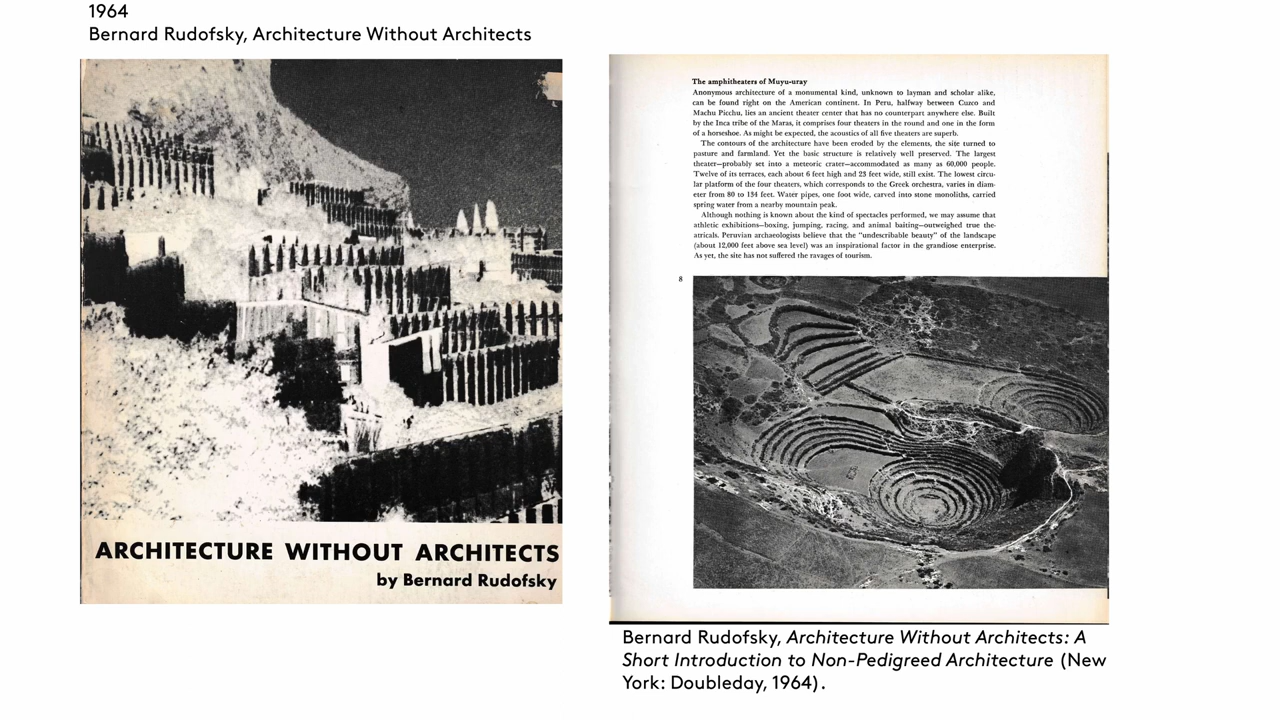 1964
Bernard Rudofsky, Architecture Without Architects
ARCHITECTURE WITHOUT ARCHITECTS
by Bernard Rudofsky
The amphitheaters of Muyu-uray
Anonymous architecture of a monumental kind, unknown to layman and scholar alike,
can be found right on the American continent. In Peru, halfway between Cuzco and
Machu Picchu, lies an ancient theater center that has no counterpart anywhere else. Built
by the Inca tribe of the Maras, it comprises four theaters in the round and one in the form
of a horseshoe. As might be expected, the acoustics of all five theaters are superb.
The contours of the architecture have been eroded by the elements, the site turned to
pasture and farmland. Yet the basic structure is relatively well preserved. The largest
theater—probably set into a meteoric crater—accommodated as many as 60,000 people.
Twelve of its terraces, each about 6 feet high and 23 feet wide, still exist. The lowest circu-
lar platform of the four theaters, which corresponds to the Greek orchestra, varies in diam-
eter from 80 to 134 feet. Water pipes, one foot wide, carved into stone monoliths, carried
spring water from a nearby mountain peak.
Although nothing is known about the kind of spectacles performed, we may assume that
athletic exhibitions—boxing, jumping, racing, and animal baiting—outweighed true the-
atricals. Peruvian archaeologists believe that the "undescribable beauty" of the landscape
(about 12,000 feet above sea level) was an inspirational factor in the grandiose enterprise.
As yet, the site has not suffered the ravages of tourism.
8
Bernard Rudofsky, Architecture Without Architects: A
Short Introduction to Non-Pedigreed Architecture (New
York: Doubleday, 1964).